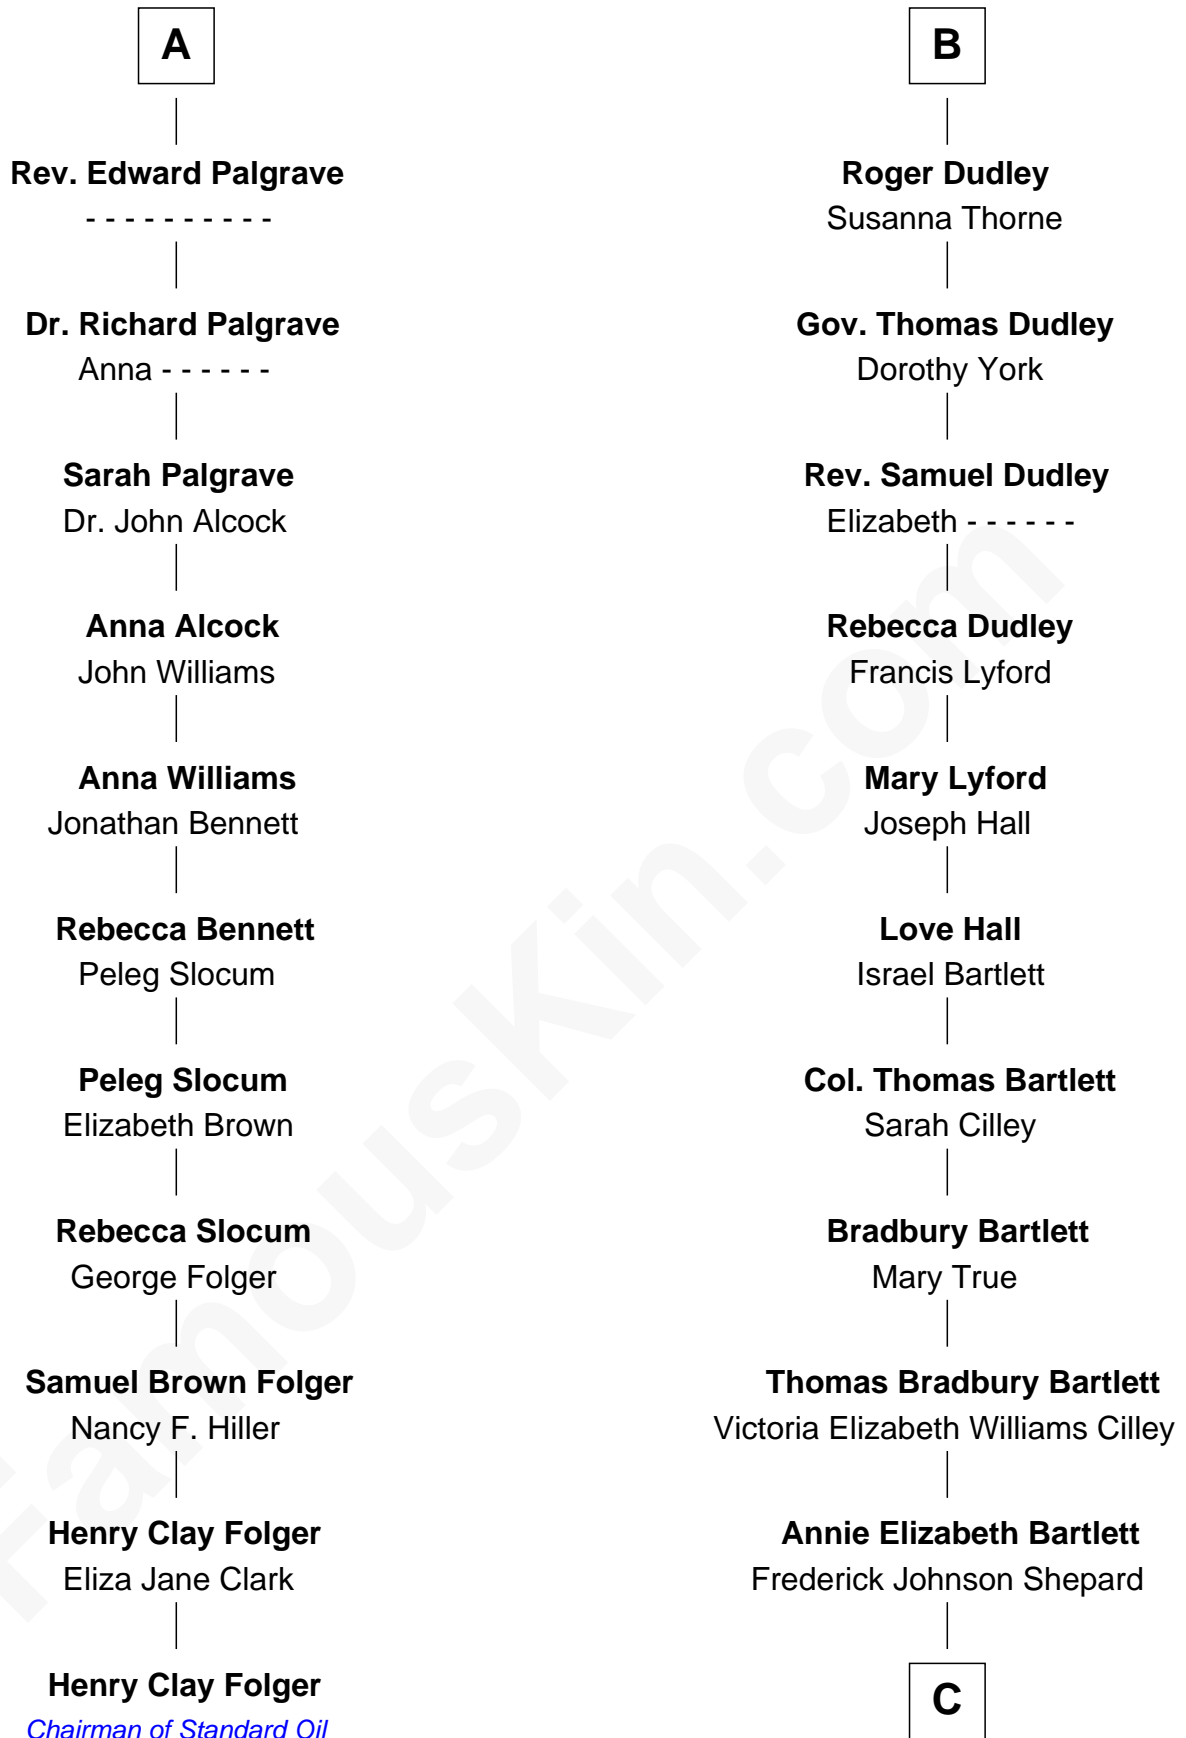 A
Rev. Edward Palgrave
- - - - - - - - - -
Dr. Richard Palgrave
Anna - - - - - -
Sarah Palgrave
Dr. John Alcock
Anna Alcock
John Williams
Anna Williams
Jonathan Bennett
Rebecca Bennett
Peleg Slocum
Peleg Slocum
Elizabeth Brown
Rebecca Slocum
George Folger
Samuel Brown Folger
Nancy F. Hiller
Henry Clay Folger
Eliza Jane Clark
Henry Clay Folger
Chairman of Standard Oil
B
Roger Dudley
Susanna Thorne
Gov. Thomas Dudley
Dorothy York
Rev. Samuel Dudley
Elizabeth - - - - - -
Rebecca Dudley
Francis Lyford
Mary Lyford
Joseph Hall
Love Hall
Israel Bartlett
Col. Thomas Bartlett
Sarah Cilley
Bradbury Bartlett
Mary True
Thomas Bradbury Bartlett
Victoria Elizabeth Williams Cilley
Annie Elizabeth Bartlett
Frederick Johnson Shepard
C
FamousKin.com